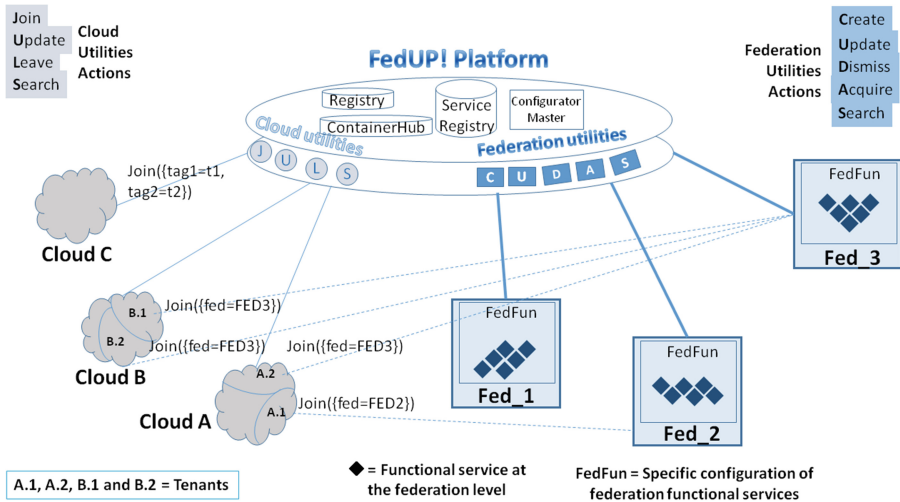 Join
Update
Leave
Search
Cloud
Utilities
Actions
FedUP! Platform
Federation
Utilities
Actions
Create
Update
Dismiss
Acquire
Search
Registry
ContainerHub
Service
Registry
Configurator
Master
Cloud utilities
Federation utilities
J U L S
C U D A S
Join({tag1=t1,
tag2=t2})
Cloud C
FedFun
Fed_3
B.1
Join({fed=FED3})
B.2
Join({fed=FED3})
Cloud B
Join({fed=FED3})
A.2
A.1
Join({fed=FED2})
Cloud A
FedFun
Fed_1
FedFun
Fed_2
A.1, A.2, B.1 and B.2 = Tenants
= Functional service at
the federation level
FedFun = Specific configuration of
federation functional services